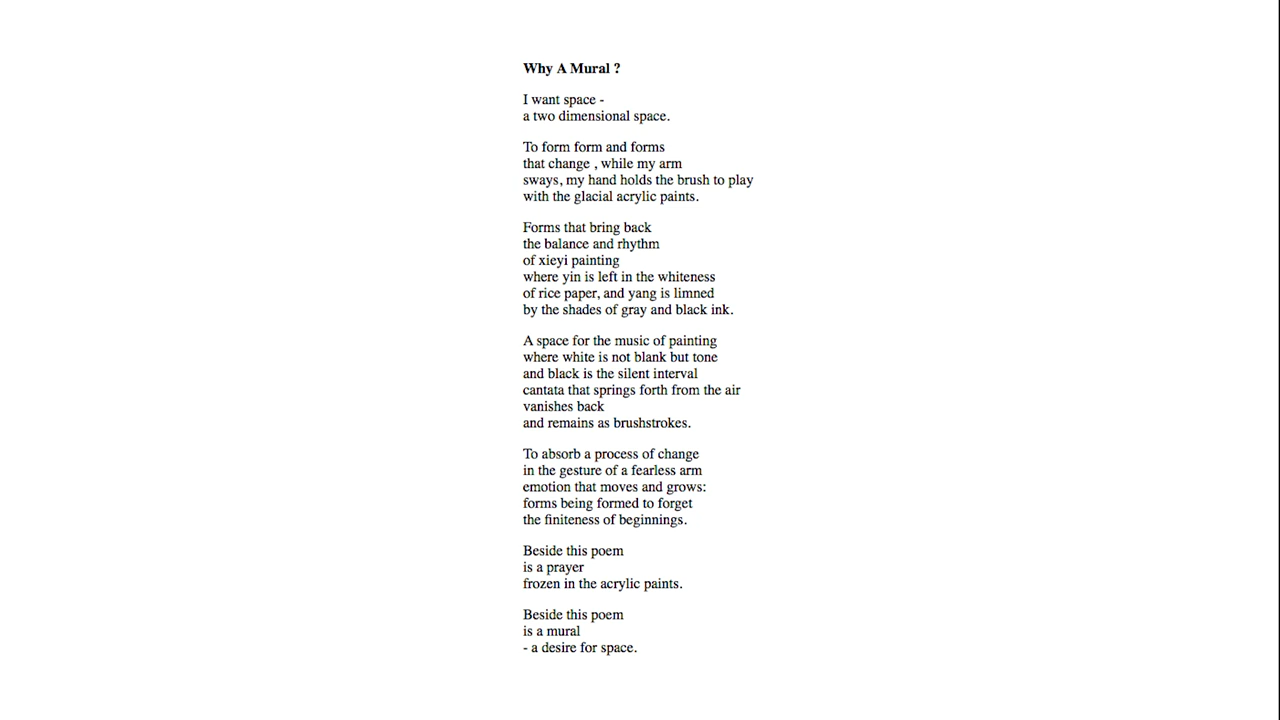 Why A Mural ?
I want space -
a two dimensional space.
To form form and forms
that change , while my arm
sways, my hand holds the brush to play
with the glacial acrylic paints.
Forms that bring back
the balance and rhythm
of xieyi painting
where yin is left in the whiteness
of rice paper, and yang is limned
by the shades of gray and black ink.
A space for the music of painting
where white is not blank but tone
and black is the silent interval
cantata that springs forth from the air
vanishes back
and remains as brushstrokes.
To absorb a process of change
in the gesture of a fearless arm
emotion that moves and grows:
forms being formed to forget
the finiteness of beginnings.
Beside this poem
is a prayer
frozen in the acrylic paints.
Beside this poem
is a mural
- a desire for space.